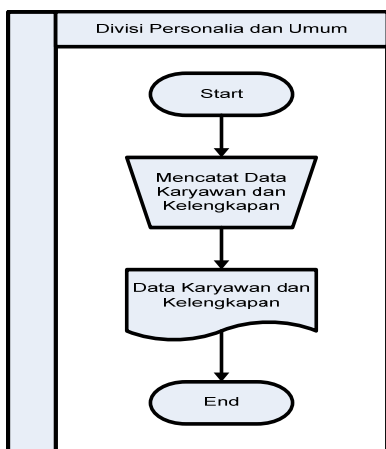 Divisi Personalia dan Umum
Start
Mencatat Data
Karyawan dan
Kelengkapan
Data Karyawan dan
Kelengkapan
End